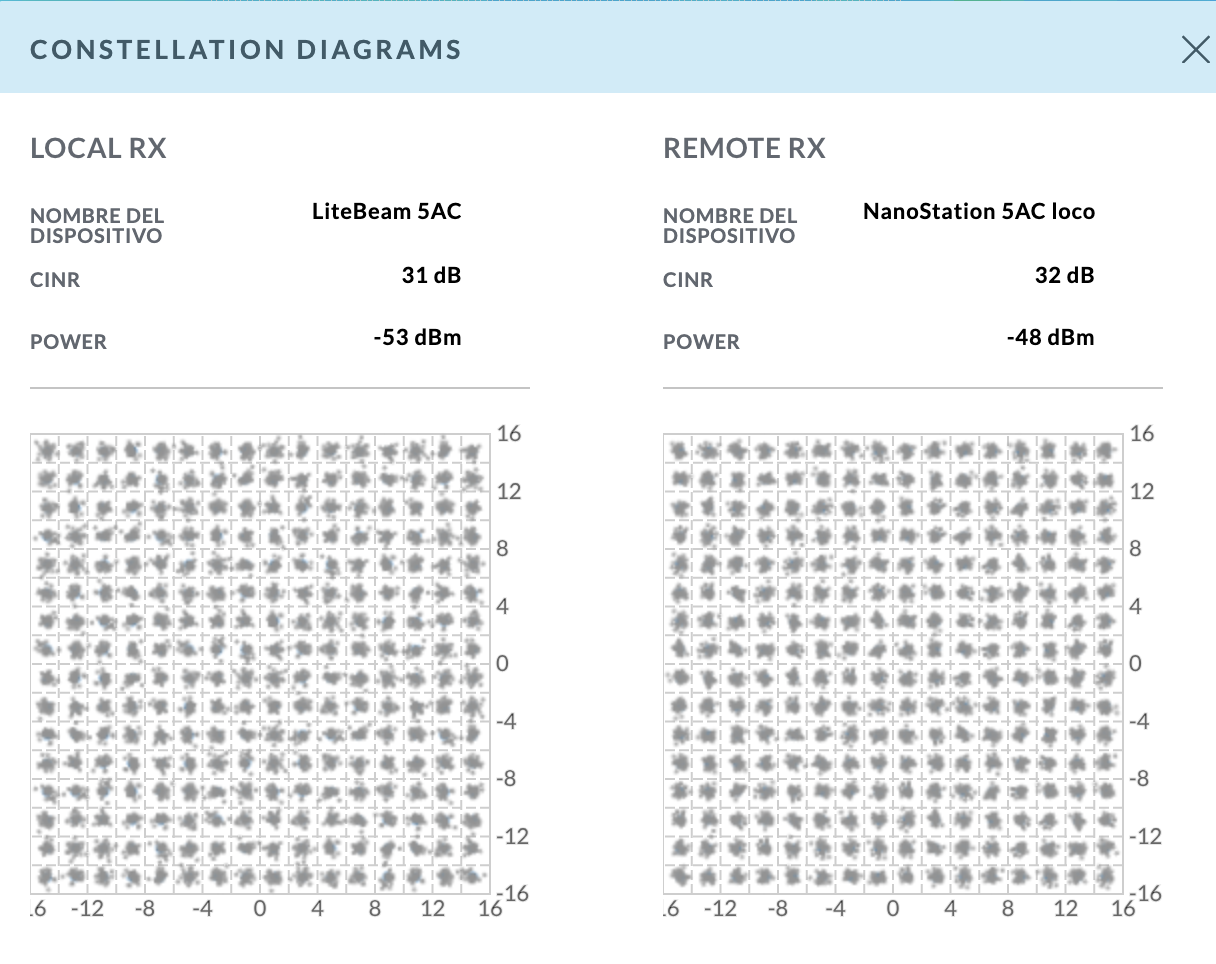 CONSTELLATION DIAGRAMS
LOCAL RX
NOMBRE DEL
DISPOSITIVO
LiteBeam 5AC
CINR
31 dB
POWER
-53 dBm
16
12
8
4
0
-4
-8
-12
-16
.6 -12 -8 -4 0 4 8 12 16
REMOTE RX
NOMBRE DEL
DISPOSITIVO
NanoStation 5AC loco
CINR
32 dB
POWER
-48 dBm
16
12
8
4
0
-4
-8
-12
-16
.6 -12 -8 -4 0 4 8 12 16